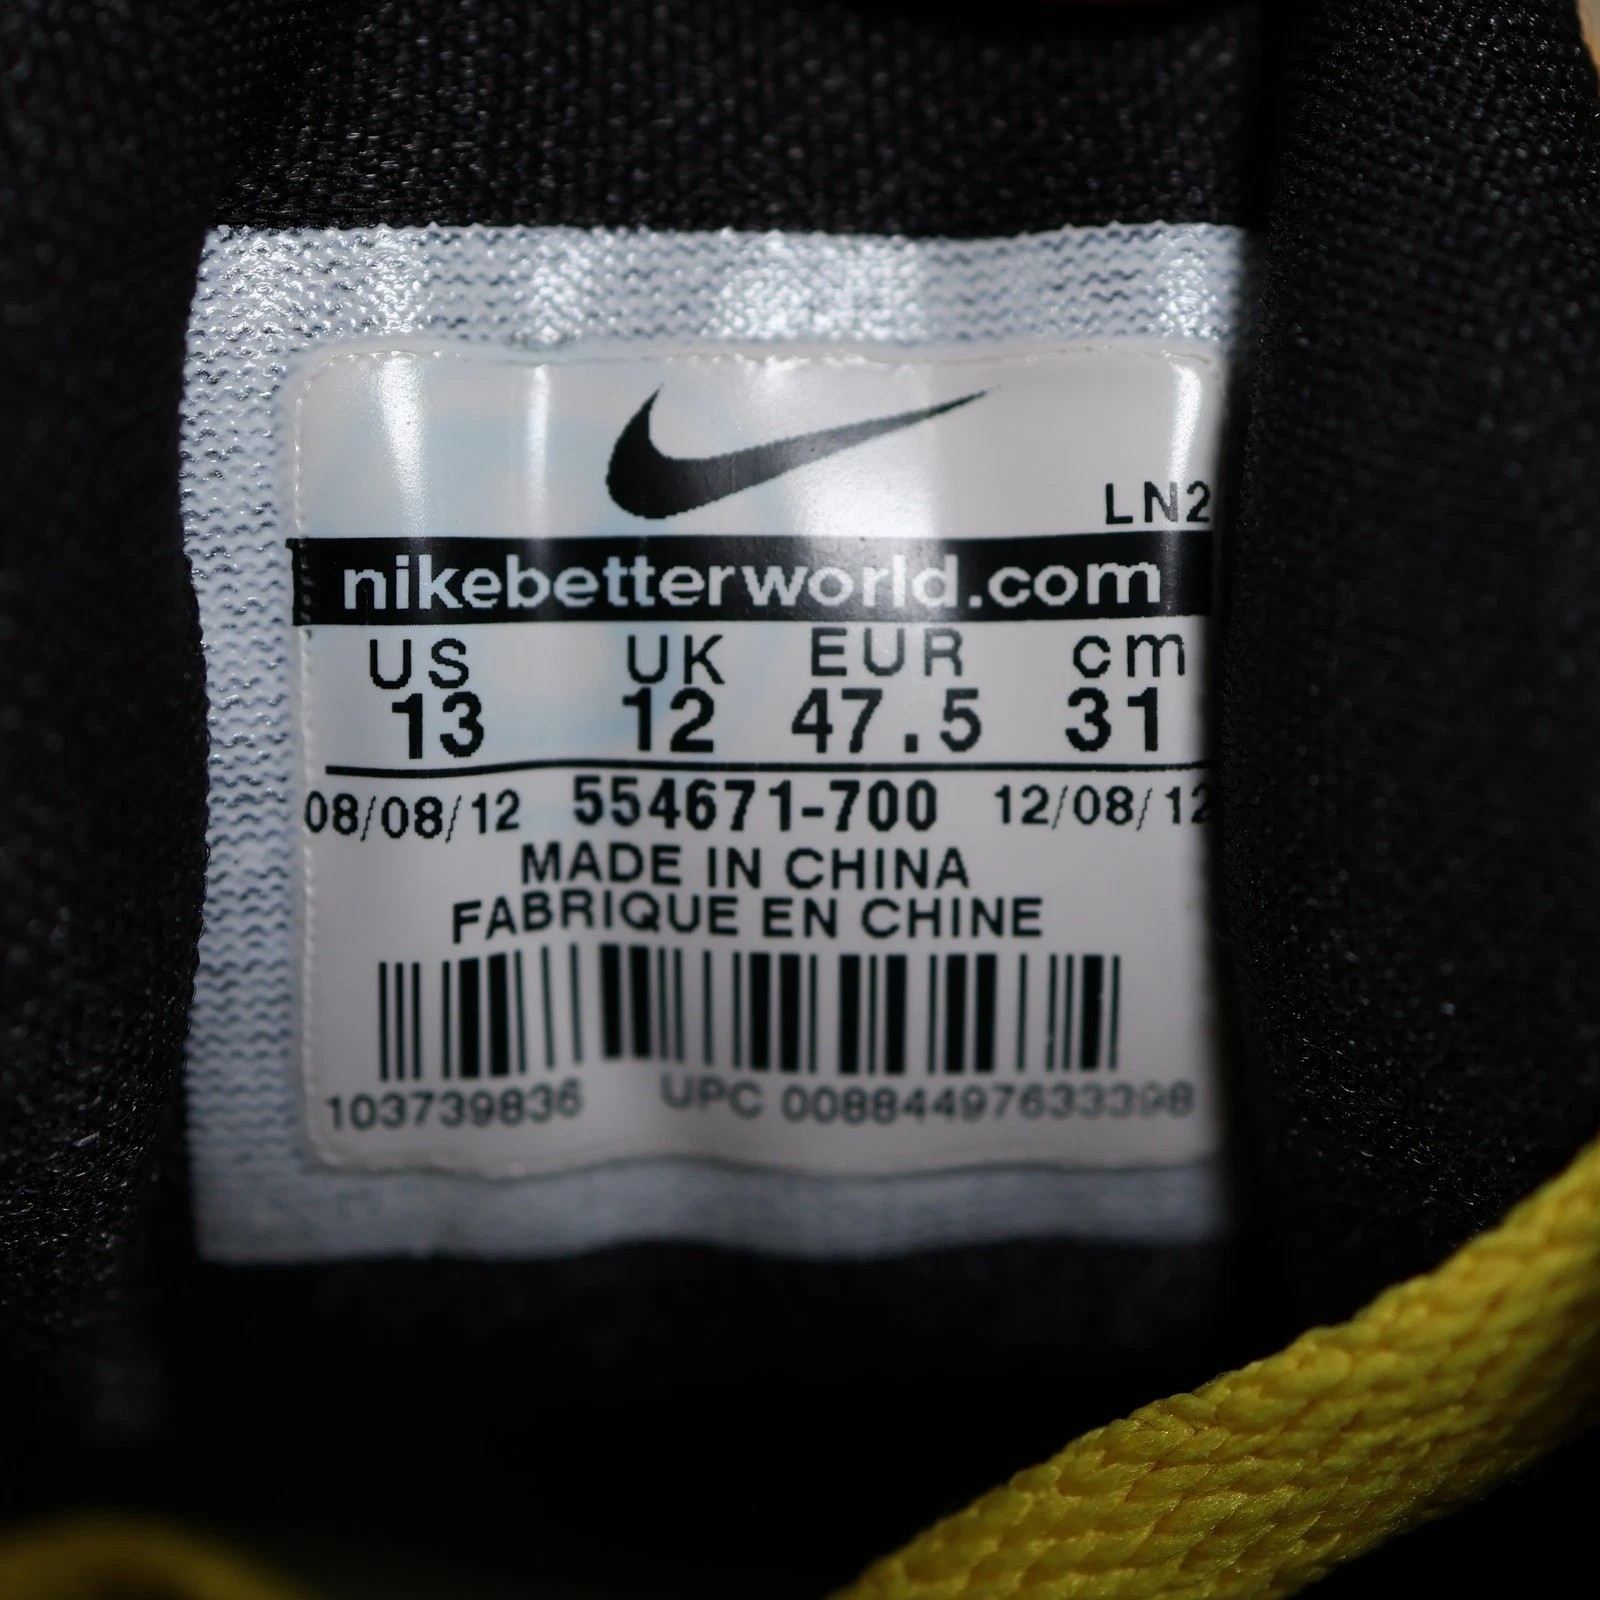 LN2
nikebetterworld.com
US UK EUR cm
13 12 47.5 31
08/08/12 554671-700 12/08/12
MADE IN CHINA
FABRIQUE EN CHINE
103739836 UPC 00884497633398